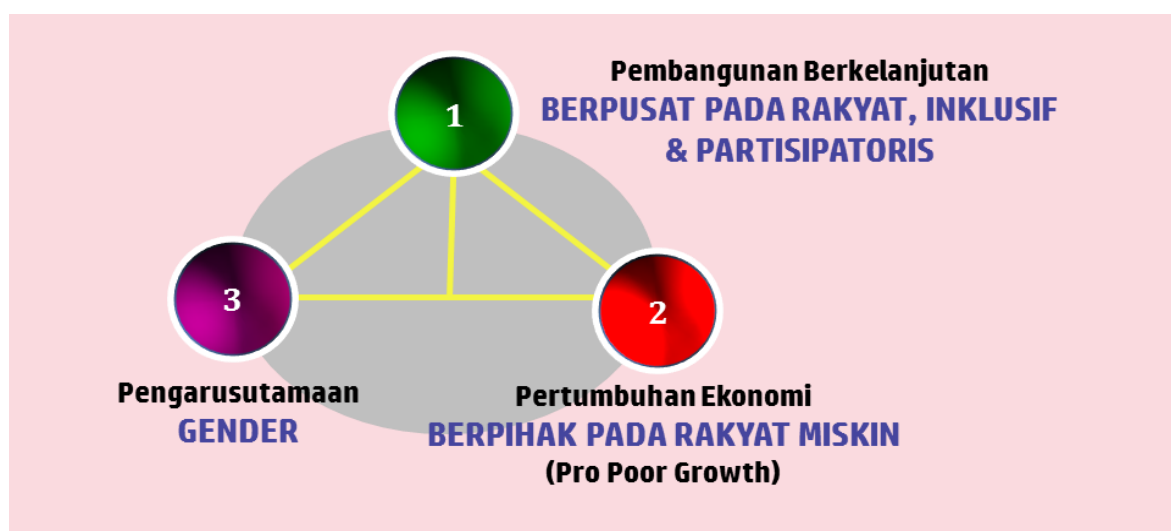 1
Pembangunan Berkelanjutan
BERPUSAT PADA RAKYAT, INKLUSIF
& PARTISIPATORIS
3
2
Pengarusutamaan
GENDER
Pertumbuhan Ekonomi
BERPIHAK PADA RAKYAT MISKIN
(Pro Poor Growth)